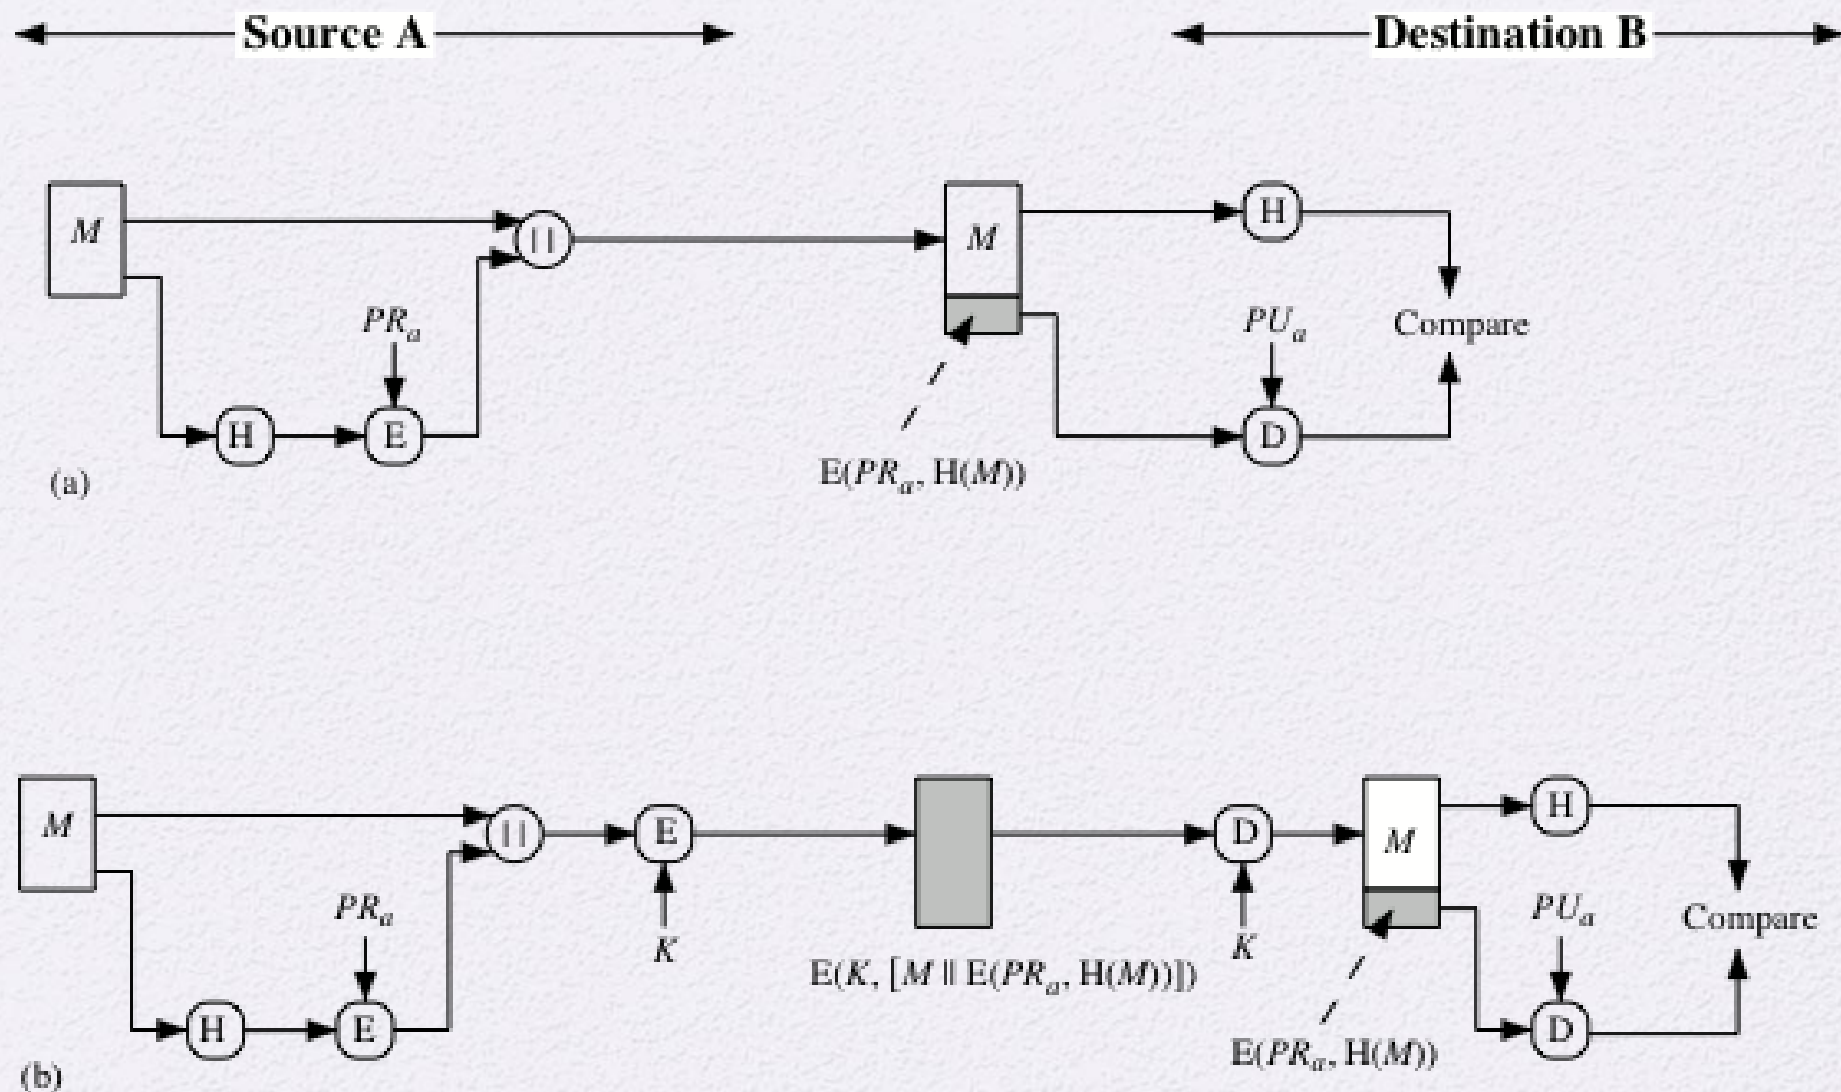 Source A
Destination B
M
||
M
H
PRa
PUa
Compare
H
E
D
E(PRa, H(M))
(a)
M
||
E
D
M
H
PRa
K
K
PUa
Compare
E(K, [M || E(PRa, H(M))])
H
E
D
E(PRa, H(M))
(b)